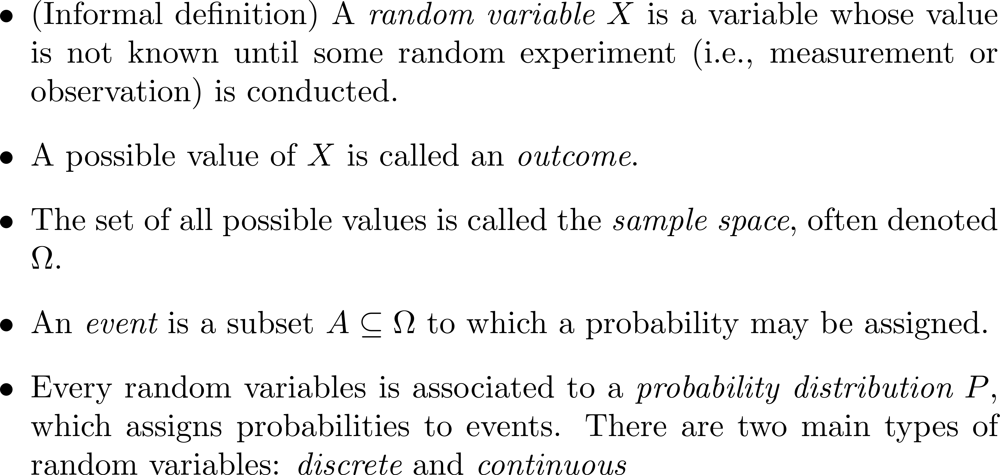 • (Informal definition) A random variable X is a variable whose value
is not known until some random experiment (i.e., measurement or
observation) is conducted.
• A possible value of X is called an outcome.
• The set of all possible values is called the sample space, often denoted
Ω.
• An event is a subset A ⊆ Ω to which a probability may be assigned.
• Every random variables is associated to a probability distribution P,
which assigns probabilities to events. There are two main types of
random variables: discrete and continuous